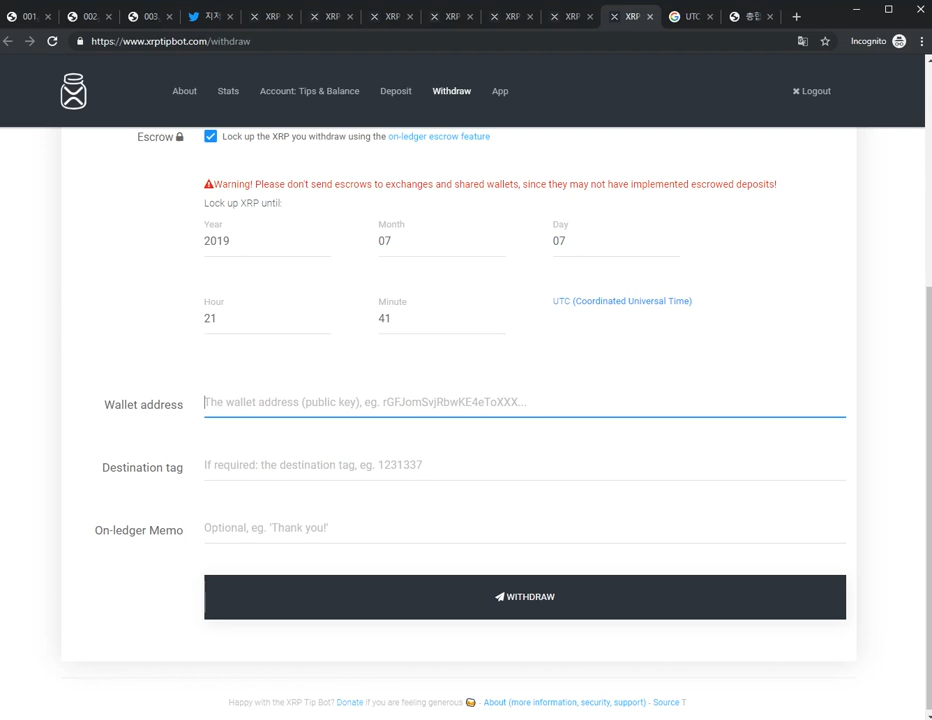 001. 002. 003. 지지 XRP XRP XRP XRP XRP XRP XRP UTC 총합
https://www.xrptipbot.com/withdraw Incognito
About Stats Account: Tips & Balance Deposit Withdraw App Logout
Escrow Lock up the XRP you withdraw using the on-ledger escrow feature
Warning! Please don't send escrows to exchanges and shared wallets, since they may not have implemented escrowed deposits!
Lock up XRP until:
Year Month Day
2019 07 07
Hour Minute UTC (Coordinated Universal Time)
21 41
Wallet address The wallet address (public key), eg. rGFJomSvjRbwKE4eToXXX...
Destination tag If required: the destination tag, eg. 1231337
On-ledger Memo Optional, eg. 'Thank you!'
WITHDRAW
Happy with the XRP Tip Bot? Donate if you are feeling generous - About (more information, security, support) - Source T